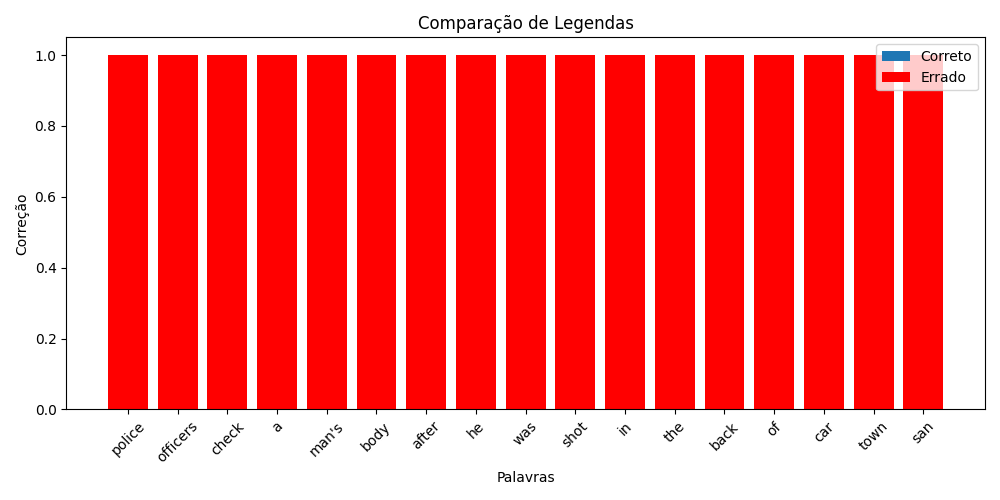 Comparação de Legendas
Correto
Errado
Correção
1.0
0.8
0.6
0.4
0.2
0.0
police
officers
check
a
man's
body
after
he
was
shot
in
the
back
of
car
town
san
Palavras